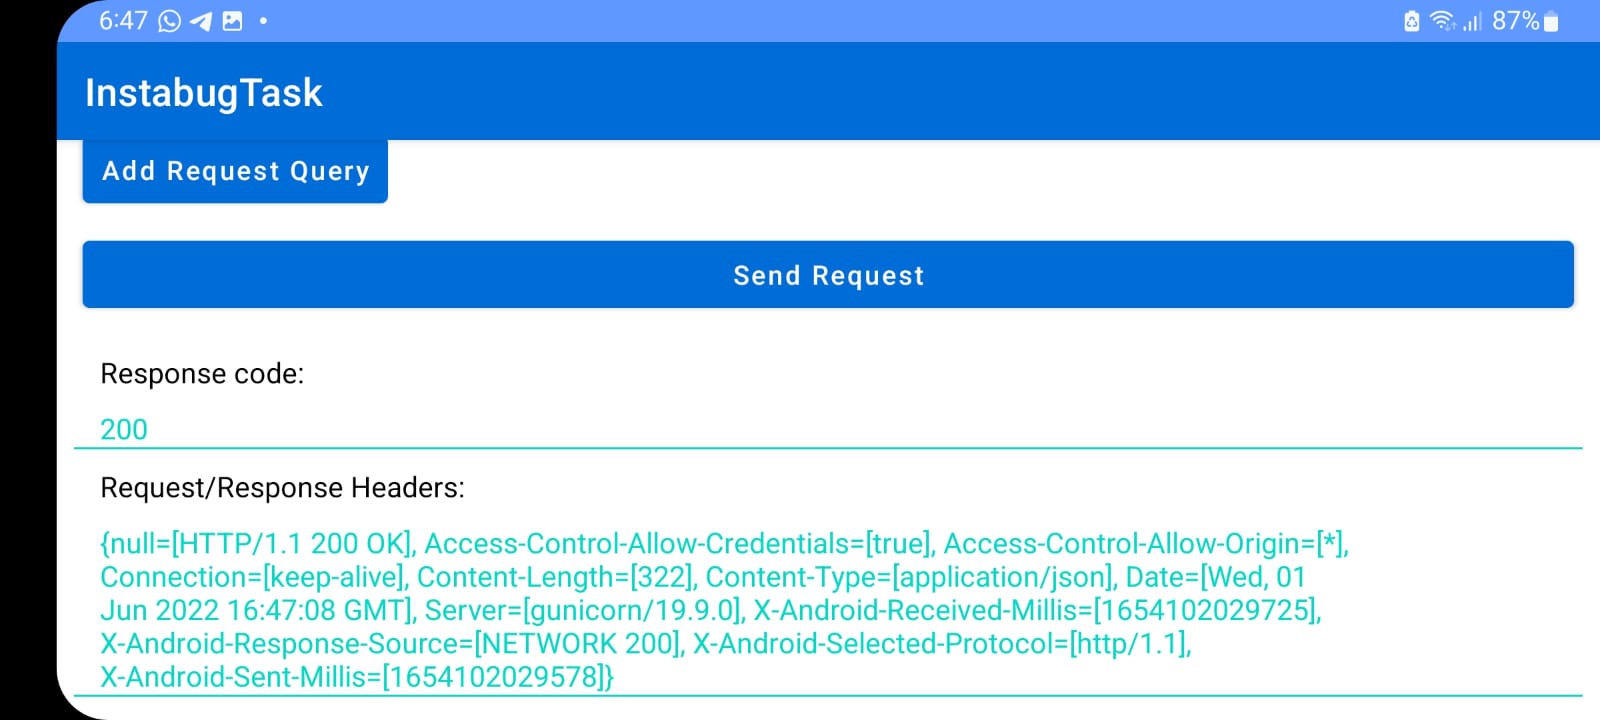 6:47 87%
InstabugTask
Add Request Query
Send Request
Response code:
200
Request/Response Headers:
{null=[HTTP/1.1 200 OK], Access-Control-Allow-Credentials=[true], Access-Control-Allow-Origin=[*],
Connection=[keep-alive], Content-Length=[322], Content-Type=[application/json], Date=[Wed, 01
Jun 2022 16:47:08 GMT], Server=[gunicorn/19.9.0], X-Android-Received-Millis=[1654102029725],
X-Android-Response-Source=[NETWORK 200], X-Android-Selected-Protocol=[http/1.1],
X-Android-Sent-Millis=[1654102029578]}